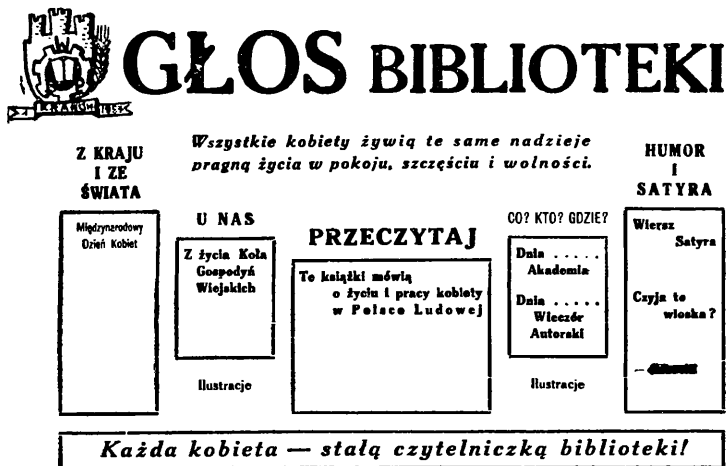 GŁOS BIBLIOTEKI
KRAKÓW
Wszystkie kobiety żywią te same nadzieje
pragną życia w pokoju, szczęściu i wolności.
Z KRAJU
I ZE
ŚWIATA
Międzynarodowy
Dzień Kobiet
U NAS
Z życia Koła
Gospodyń
Wiejskich
Ilustracje
PRZECZYTAJ
Te książki mówią
o życiu i pracy kobiety
w Polsce Ludowej
CO? KTO? GDZIE?
Dnia . . . . .
Akademia
Dnia . . . . .
Wieczór
Autorski
Ilustracje
HUMOR
I
SATYRA
Wiersz
Satyra
Czyja to
wioska?
Każda kobieta — stałą czytelniczką biblioteki!